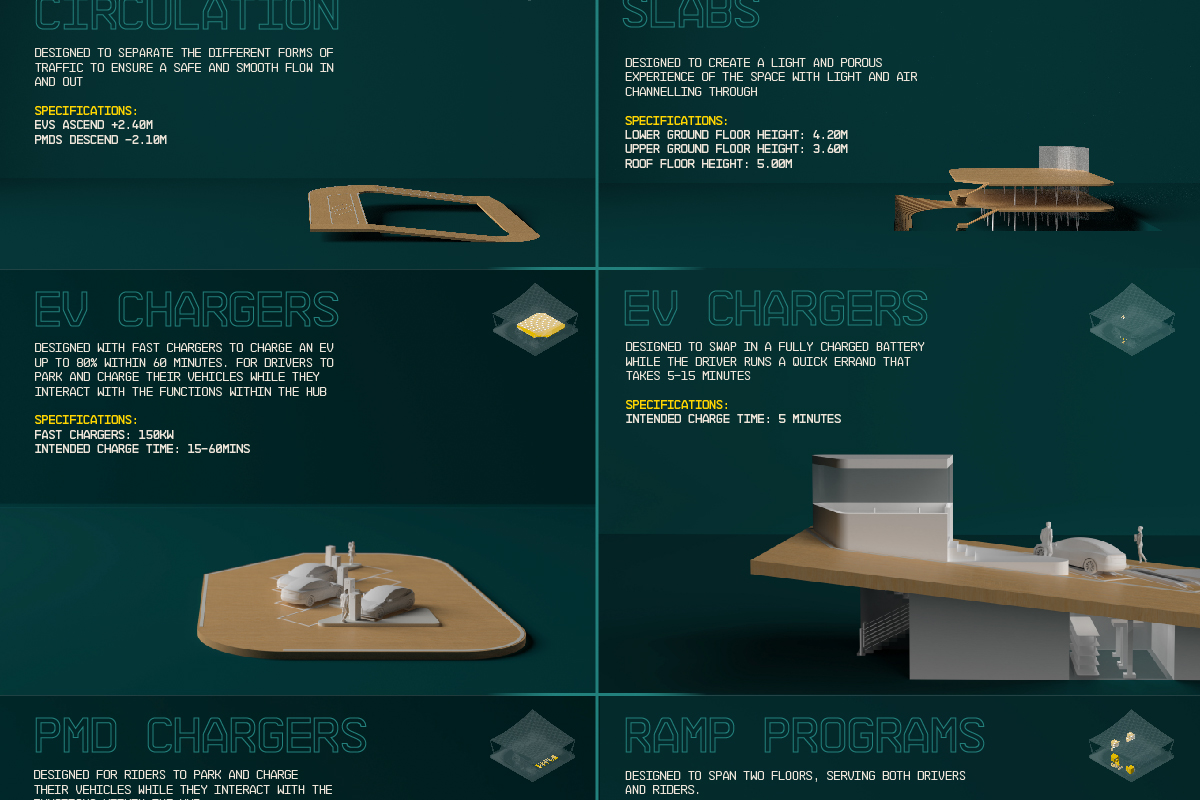 CIRCULATION
DESIGNED TO SEPARATE THE DIFFERENT FORMS OF
TRAFFIC TO ENSURE A SAFE AND SMOOTH FLOW IN
AND OUT
SPECIFICATIONS:
EVS ASCEND +2.40M
PMDS DESCEND -2.10M
SLABS
DESIGNED TO CREATE A LIGHT AND POROUS
EXPERIENCE OF THE SPACE WITH LIGHT AND AIR
CHANNELLING THROUGH
SPECIFICATIONS:
LOWER GROUND FLOOR HEIGHT: 4.20M
UPPER GROUND FLOOR HEIGHT: 3.60M
ROOF FLOOR HEIGHT: 5.00M
EV CHARGERS
DESIGNED WITH FAST CHARGERS TO CHARGE AN EV
UP TO 80% WITHIN 60 MINUTES. FOR DRIVERS TO
PARK AND CHARGE THEIR VEHICLES WHILE THEY
INTERACT WITH THE FUNCTIONS WITHIN THE HUB
SPECIFICATIONS:
FAST CHARGERS: 150KW
INTENDED CHARGE TIME: 15-60MINS
EV CHARGERS
DESIGNED TO SWAP IN A FULLY CHARGED BATTERY
WHILE THE DRIVER RUNS A QUICK ERRAND THAT
TAKES 5-15 MINUTES
SPECIFICATIONS:
INTENDED CHARGE TIME: 5 MINUTES
PMD CHARGERS
DESIGNED FOR RIDERS TO PARK AND CHARGE
THEIR VEHICLES WHILE THEY INTERACT WITH THE
RAMP PROGRAMS
DESIGNED TO SPAN TWO FLOORS, SERVING BOTH DRIVERS
AND RIDERS.